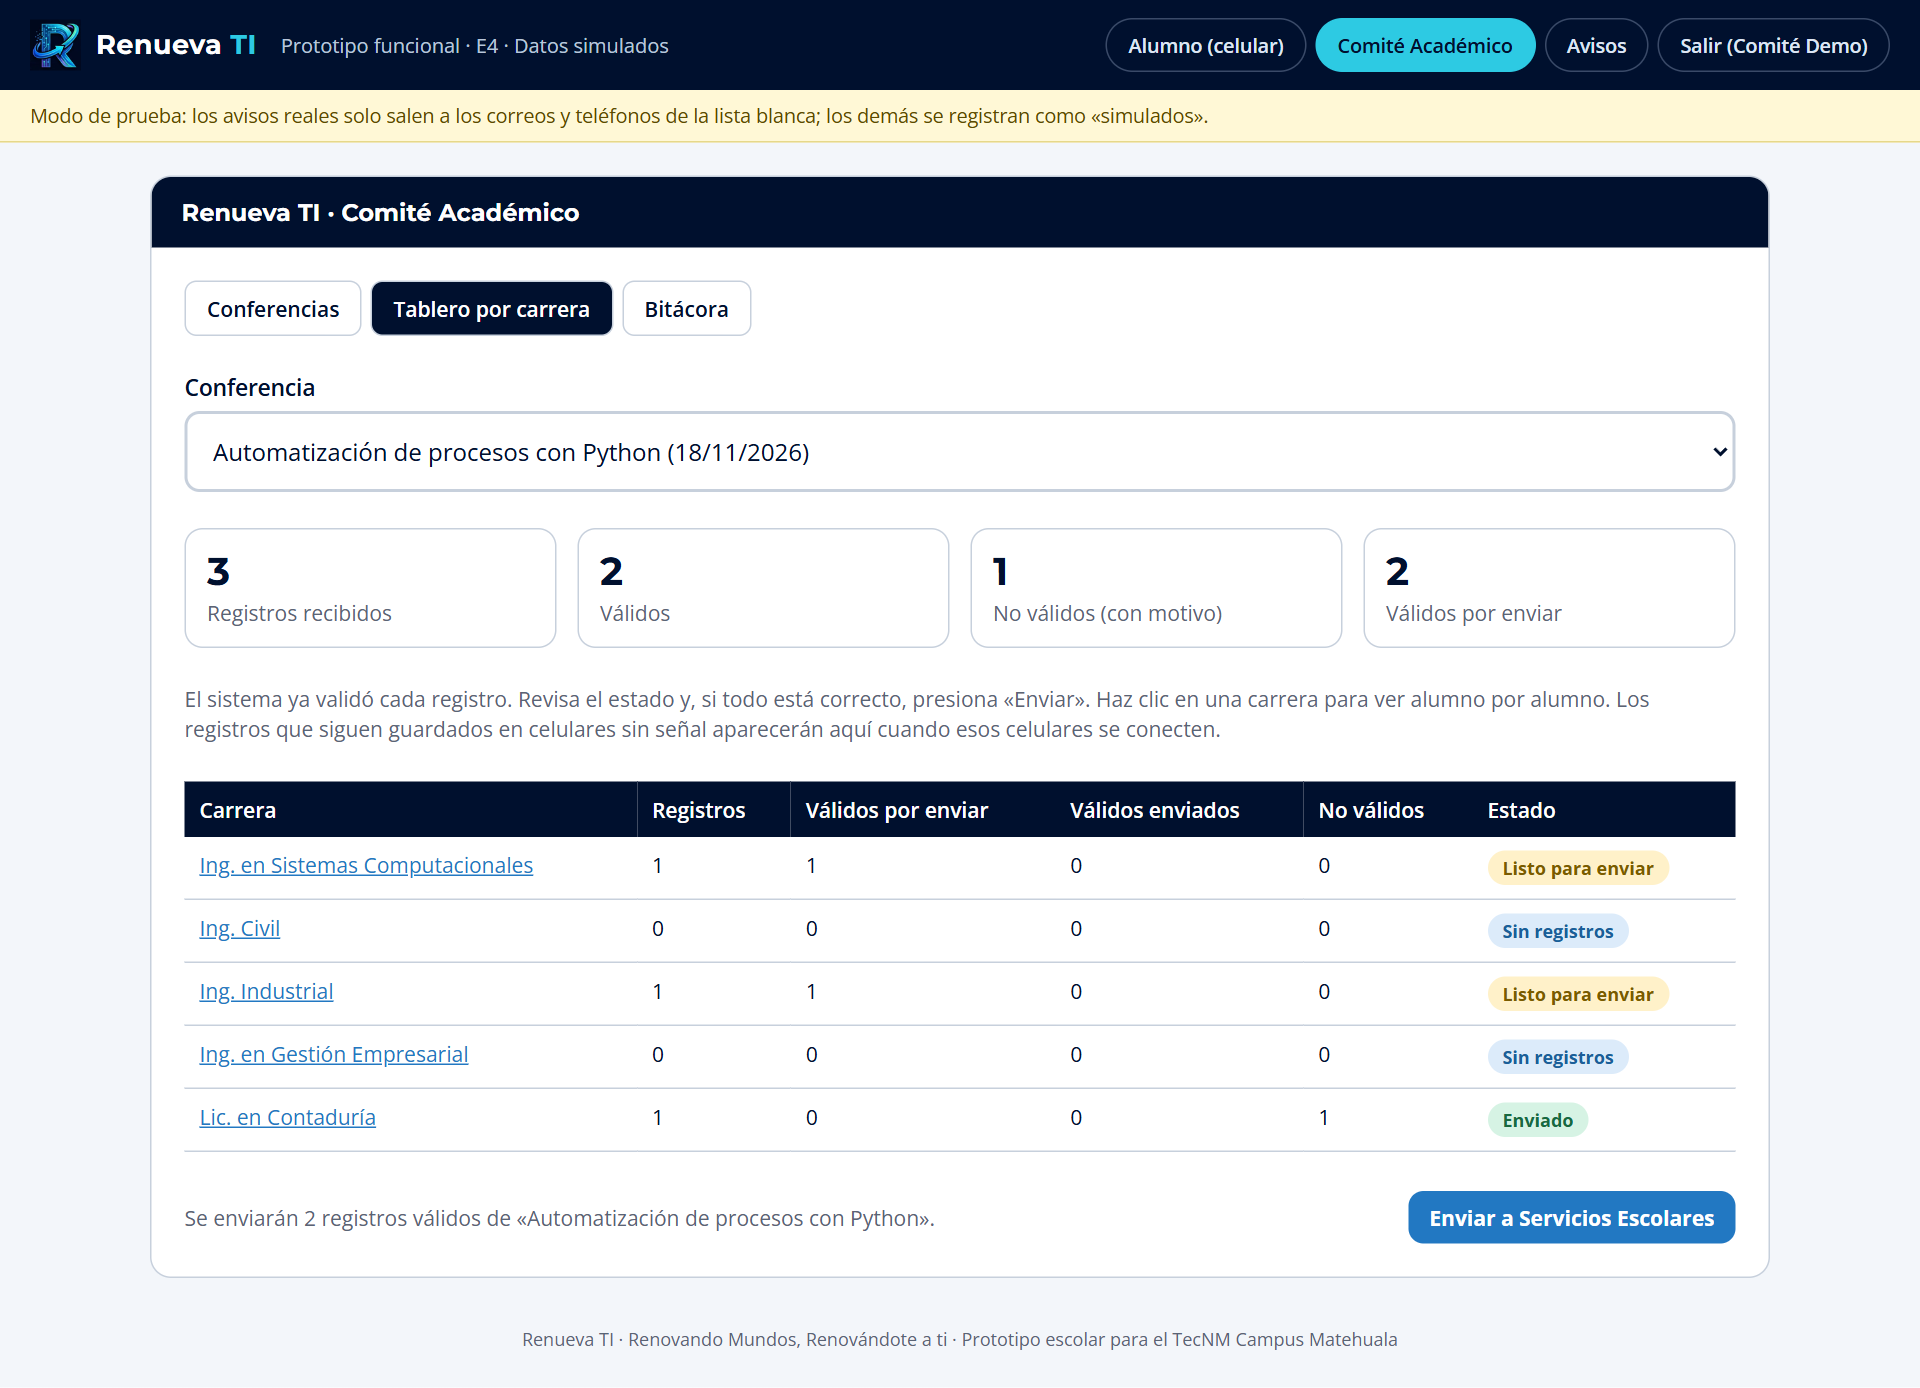 Renueva TI
Prototipo funcional · E4 · Datos simulados
Alumno (celular)
Comité Académico
Avisos
Salir (Comité Demo)
Modo de prueba: los avisos reales solo salen a los correos y teléfonos de la lista blanca; los demás se registran como «simulados».
Renueva TI · Comité Académico
Conferencias
Tablero por carrera
Bitácora
Conferencia
Automatización de procesos con Python (18/11/2026)
3
Registros recibidos
2
Válidos
1
No válidos (con motivo)
2
Válidos por enviar
El sistema ya validó cada registro. Revisa el estado y, si todo está correcto, presiona «Enviar». Haz clic en una carrera para ver alumno por alumno. Los
registros que siguen guardados en celulares sin señal aparecerán aquí cuando esos celulares se conecten.
Carrera Registros Válidos por enviar Válidos enviados No válidos Estado
Ing. en Sistemas Computacionales 1 1 0 0 Listo para enviar
Ing. Civil 0 0 0 0 Sin registros
Ing. Industrial 1 1 0 0 Listo para enviar
Ing. en Gestión Empresarial 0 0 0 0 Sin registros
Lic. en Contaduría 1 0 0 1 Enviado
Se enviarán 2 registros válidos de «Automatización de procesos con Python».
Enviar a Servicios Escolares
Renueva TI · Renovando Mundos, Renovándote a ti · Prototipo escolar para el TecNM Campus Matehuala